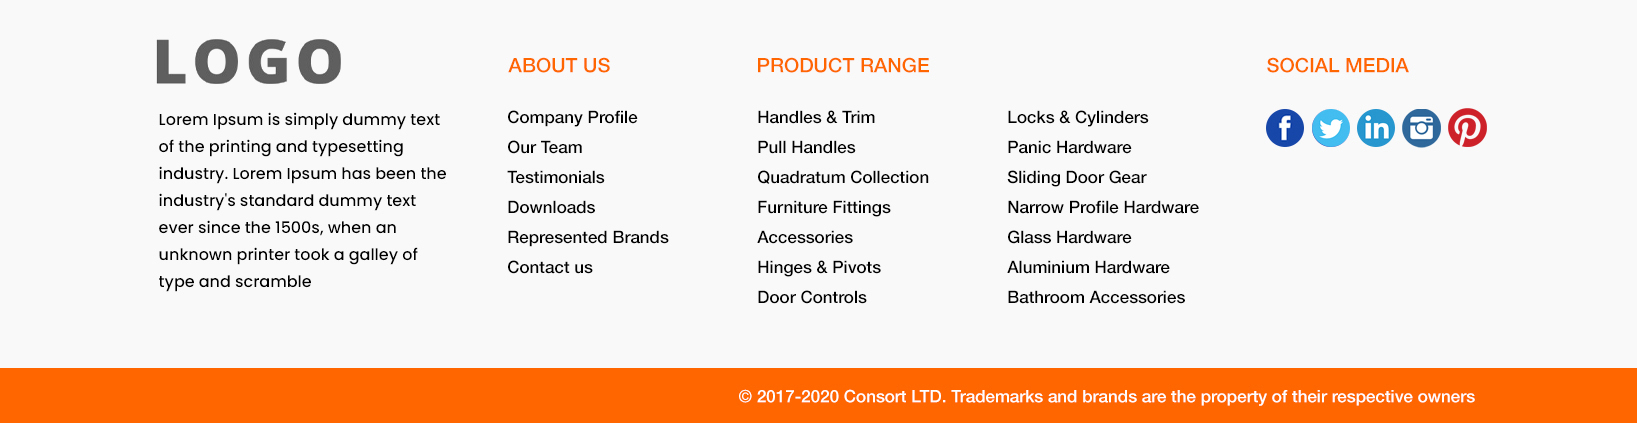 LOGO
Lorem Ipsum is simply dummy text
of the printing and typesetting
industry. Lorem Ipsum has been the
industry's standard dummy text
ever since the 1500s, when an
unknown printer took a galley of
type and scramble
ABOUT US
Company Profile
Our Team
Testimonials
Downloads
Represented Brands
Contact us
PRODUCT RANGE
Handles & Trim
Pull Handles
Quadratum Collection
Furniture Fittings
Accessories
Hinges & Pivots
Door Controls
Locks & Cylinders
Panic Hardware
Sliding Door Gear
Narrow Profile Hardware
Glass Hardware
Aluminium Hardware
Bathroom Accessories
SOCIAL MEDIA
© 2017-2020 Consort LTD. Trademarks and brands are the property of their respective owners